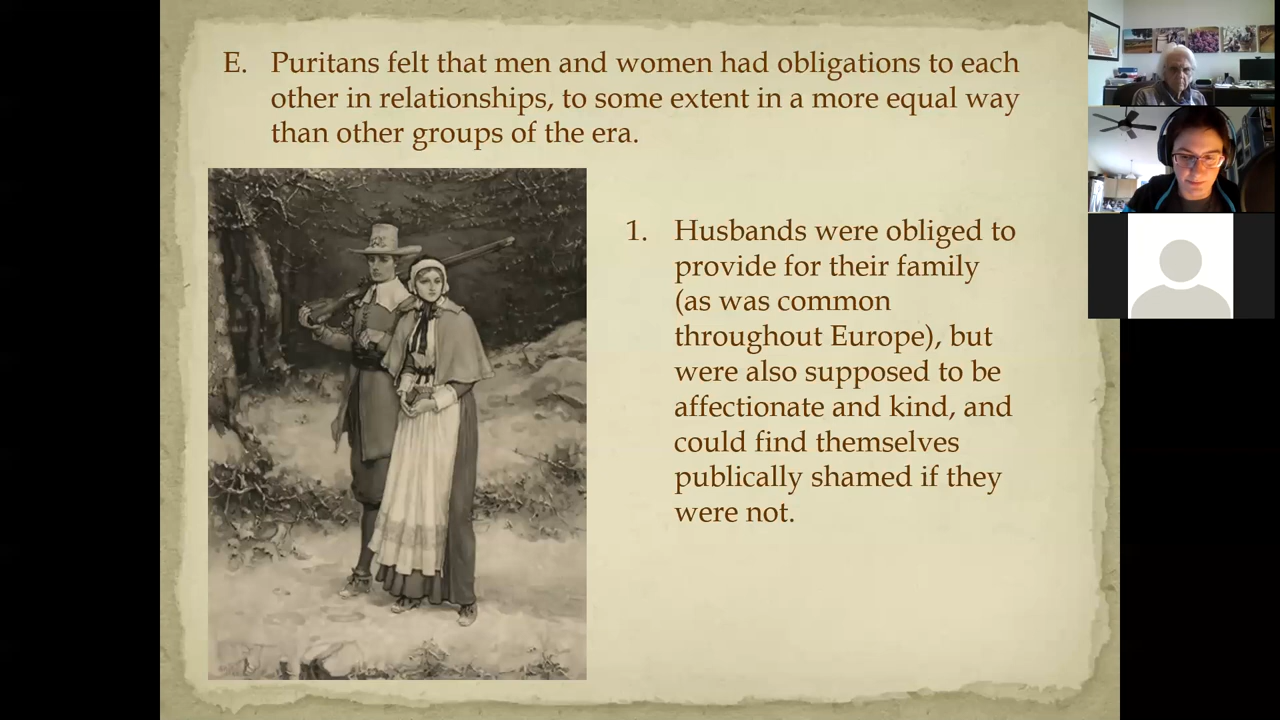 E. Puritans felt that men and women had obligations to each
other in relationships, to some extent in a more equal way
than other groups of the era.
1. Husbands were obliged to
provide for their family
(as was common
throughout Europe), but
were also supposed to be
affectionate and kind, and
could find themselves
publically shamed if they
were not.